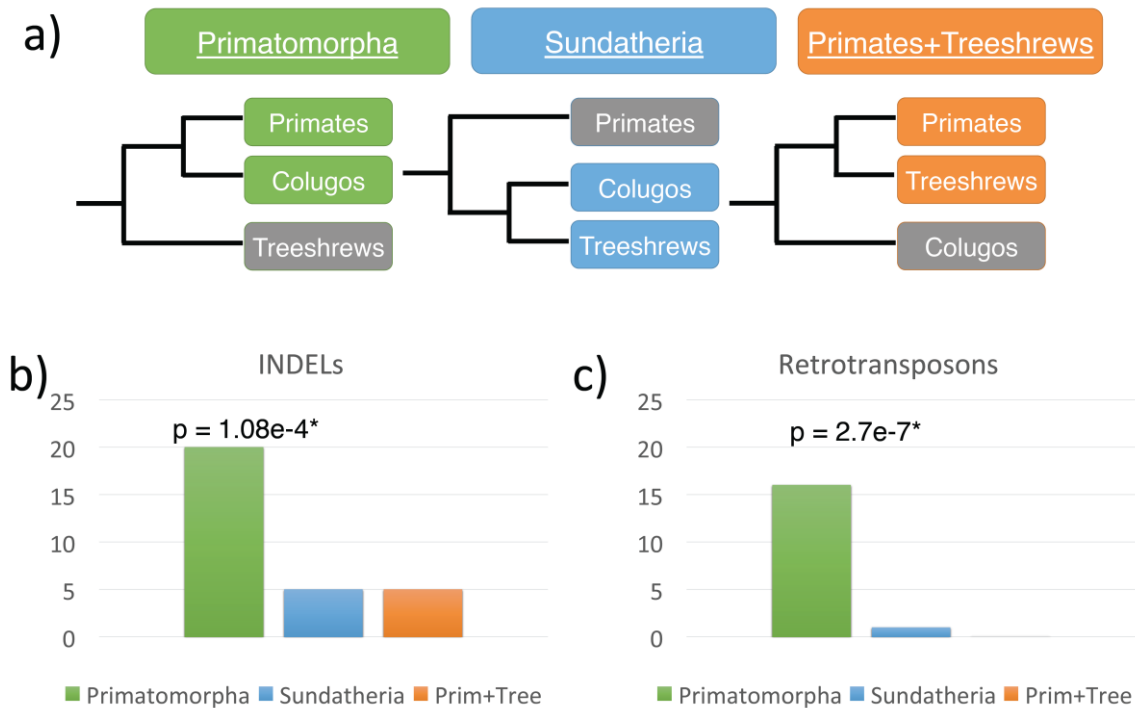 a)
Primatomorpha
Sundatheria
Primates+Treeshrews
Primates
Colugos
Treeshrews
Primates
Colugos
Treeshrews
Primates
Treeshrews
Colugos
b)
INDELs
25
20
15
10
5
0
p = 1.08e-4*
Primatomorpha Sundatheria Prim+Tree
c)
Retrotransposons
25
20
15
10
5
0
p = 2.7e-7*
Primatomorpha Sundatheria Prim+Tree